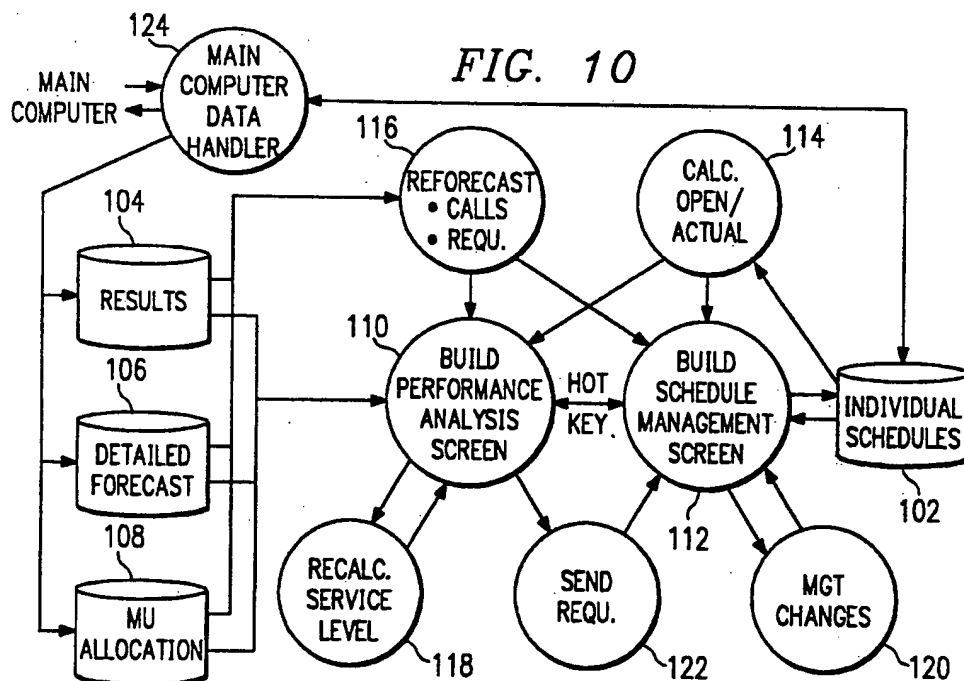 FIG. 10
124
MAIN
COMPUTER
MAIN
COMPUTER
DATA
HANDLER
116
REFORECAST
• CALLS
• REQU.
114
CALC.
OPEN/
ACTUAL
104
RESULTS
106
DETAILED
FORECAST
108
MU
ALLOCATION
110
BUILD
PERFORMANCE
ANALYSIS
SCREEN
HOT
KEY
BUILD
SCHEDULE
MANAGEMENT
SCREEN
112
INDIVIDUAL
SCHEDULES
102
RECALC.
SERVICE
LEVEL
118
SEND
REQU.
122
MGT
CHANGES
120